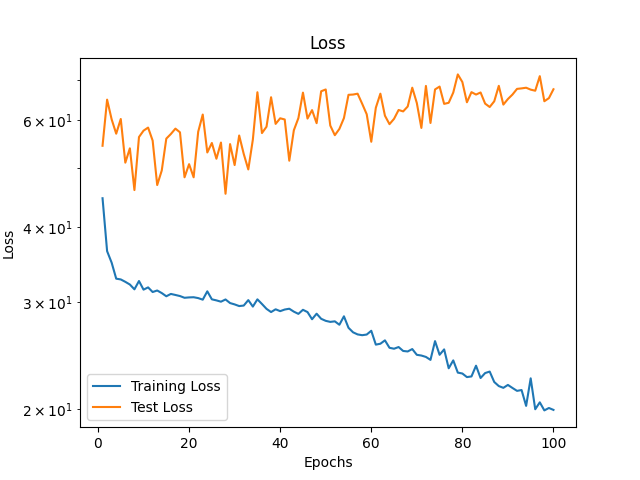 Loss
6 × 10¹
4 × 10¹
3 × 10¹
2 × 10¹
Loss
Training Loss
Test Loss
0
20
40
60
80
100
Epochs